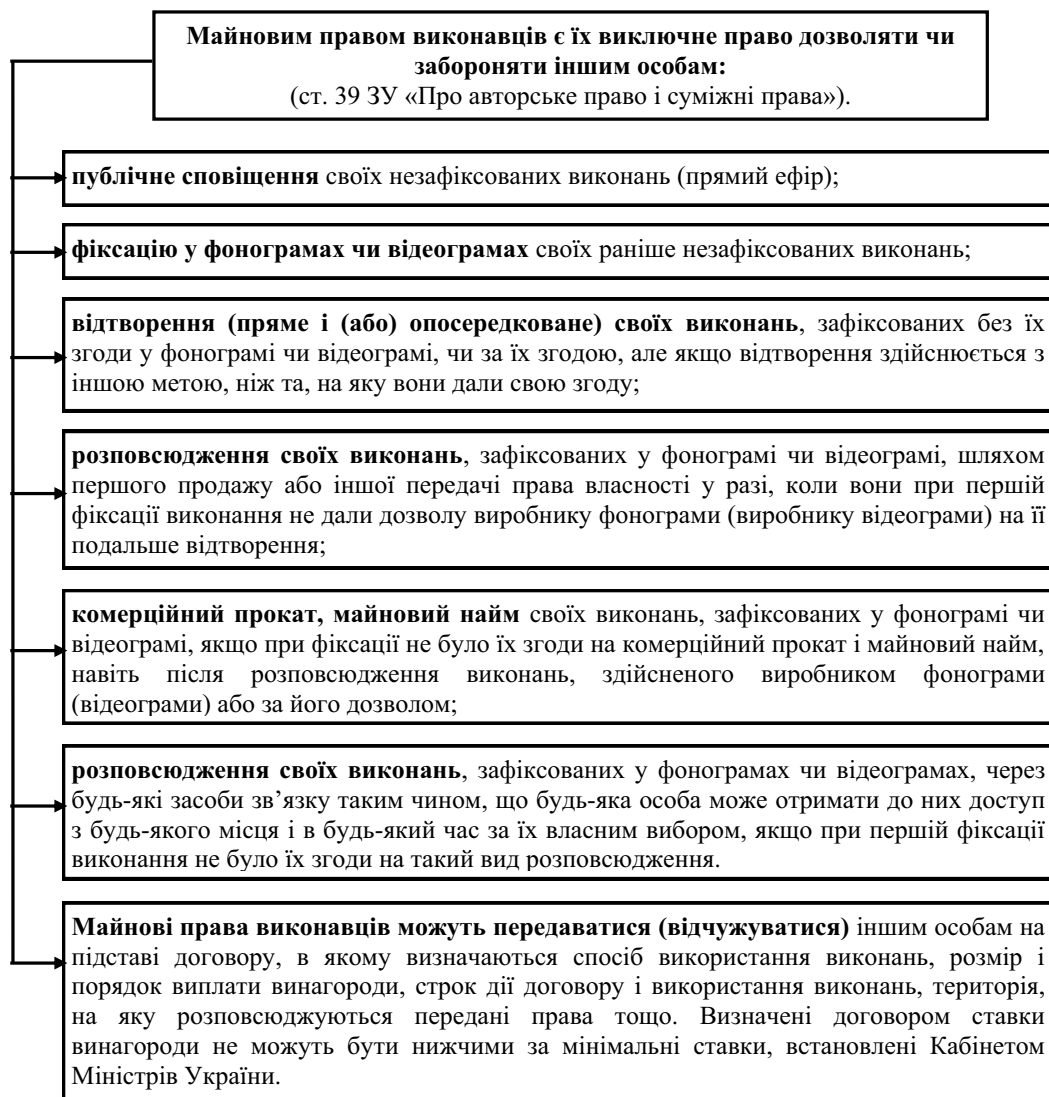 Майновим правом виконавців є їх виключне право дозволяти чи
забороняти іншим особам:
(ст. 39 ЗУ «Про авторське право і суміжні права»).
публічне сповіщення своїх незафіксованих виконань (прямий ефір);
фіксацію у фонограмах чи відеограмах своїх раніше незафіксованих виконань;
відтворення (пряме і (або) опосередковане) своїх виконань, зафіксованих без їх
згоди у фонограмі чи відеограмі, чи за їх згодою, але якщо відтворення здійснюється з
іншою метою, ніж та, на яку вони дали свою згоду;
розповсюдження своїх виконань, зафіксованих у фонограмі чи відеограмі, шляхом
першого продажу або іншої передачі права власності у разі, коли вони при першій
фіксації виконання не дали дозволу виробнику фонограми (виробнику відеограми) на її
подальше відтворення;
комерційний прокат, майновий найм своїх виконань, зафіксованих у фонограмі чи
відеограмі, якщо при фіксації не було їх згоди на комерційний прокат і майновий найм,
навіть після розповсюдження виконань, здійсненого виробником фонограми
(відеограми) або за його дозволом;
розповсюдження своїх виконань, зафіксованих у фонограмах чи відеограмах, через
будь-які засоби зв’язку таким чином, що будь-яка особа може отримати до них доступ
з будь-якого місця і в будь-який час за їх власним вибором, якщо при першій фіксації
виконання не було їх згоди на такий вид розповсюдження.
Майнові права виконавців можуть передаватися (відчужуватися) іншим особам на
підставі договору, в якому визначаються спосіб використання виконань, розмір і
порядок виплати винагороди, строк дії договору і використання виконань, територія,
на яку розповсюджуються передані права тощо. Визначені договором ставки
винагороди не можуть бути нижчими за мінімальні ставки, встановлені Кабінетом
Міністрів України.